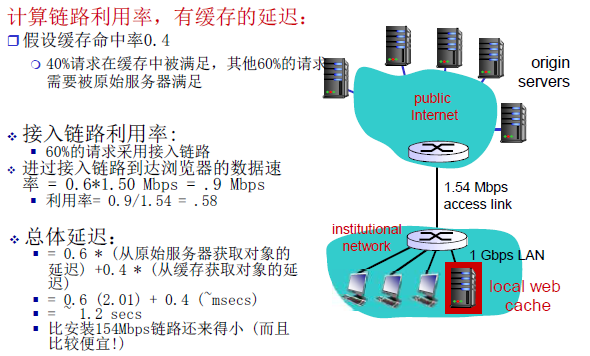 计算链路利用率，有缓存的延迟：
假设缓存命中率0.4
40%请求在缓存中被满足，其他60%的请求
需要被原始服务器满足
接入链路利用率:
60%的请求采用接入链路
进过接入链路到达浏览器的数据速
率 = 0.6*1.50 Mbps = .9 Mbps
利用率= 0.9/1.54 = .58
总体延迟:
= 0.6 * (从原始服务器获取对象的
延迟) +0.4 * (从缓存获取对象的延
迟)
= 0.6 (2.01) + 0.4 (~msecs)
= ~ 1.2 secs
比安装154Mbps链路还来得小 (而且
比较便宜!)
origin
servers
public
Internet
1.54 Mbps
access link
institutional
network
1 Gbps LAN
local web
cache